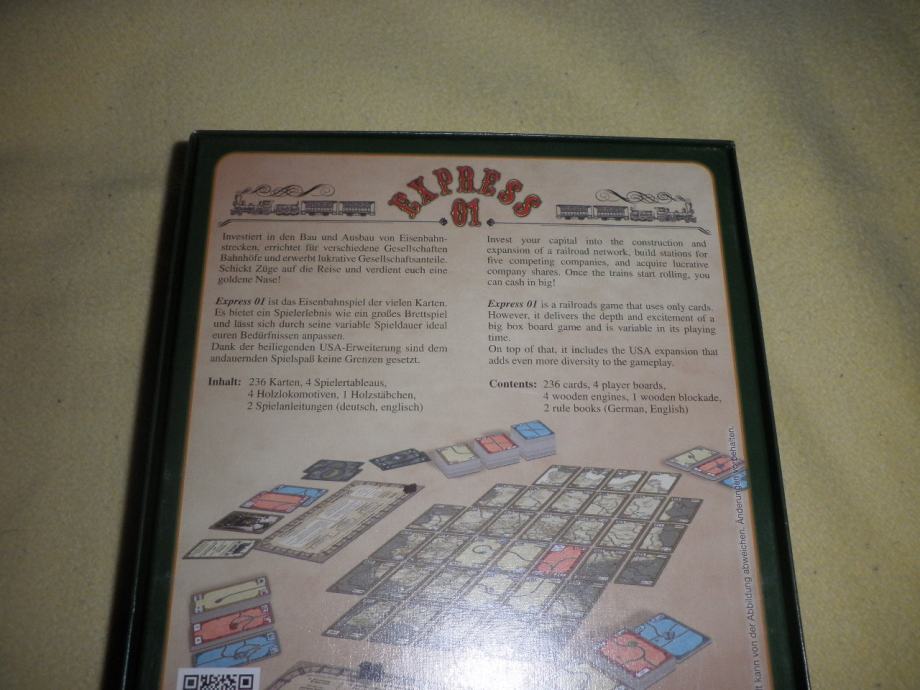 EXPRESS
01
Investiert in den Bau und Ausbau von Eisenbahn-
strecken, errichtet für verschiedene Gesellschaften
Bahnhöfe und erwerbt lukrative Gesellschaftsanteile.
Schickt Züge auf die Reise und verdient euch eine
goldene Nase!
Express 01 ist das Eisenbahnspiel der vielen Karten.
Es bietet ein Spielerlebnis wie ein großes Brettspiel
und lässt sich durch seine variable Spieldauer ideal
euren Bedürfnissen anpassen.
Dank der beiliegenden USA-Erweiterung sind dem
andauernden Spielspaß keine Grenzen gesetzt.
Inhalt: 236 Karten, 4 Spielertableaus,
4 Holzlokomotiven, 1 Holzstäbchen,
2 Spielanleitungen (deutsch, englisch)
Invest your capital into the construction and
expansion of a railroad network, build stations for
five competing companies, and acquire lucrative
company shares. Once the trains start rolling, you
can cash in big!
Express 01 is a railroads game that uses only cards.
However, it delivers the depth and excitement of a
big box board game and is variable in its playing
time.
On top of that, it includes the USA expansion that
adds even more diversity to the gameplay.
Contents: 236 cards, 4 player boards,
4 wooden engines, 1 wooden blockade,
2 rule books (German, English)
kann von der Abbildung abweichen. Änderungen vorbehalten.